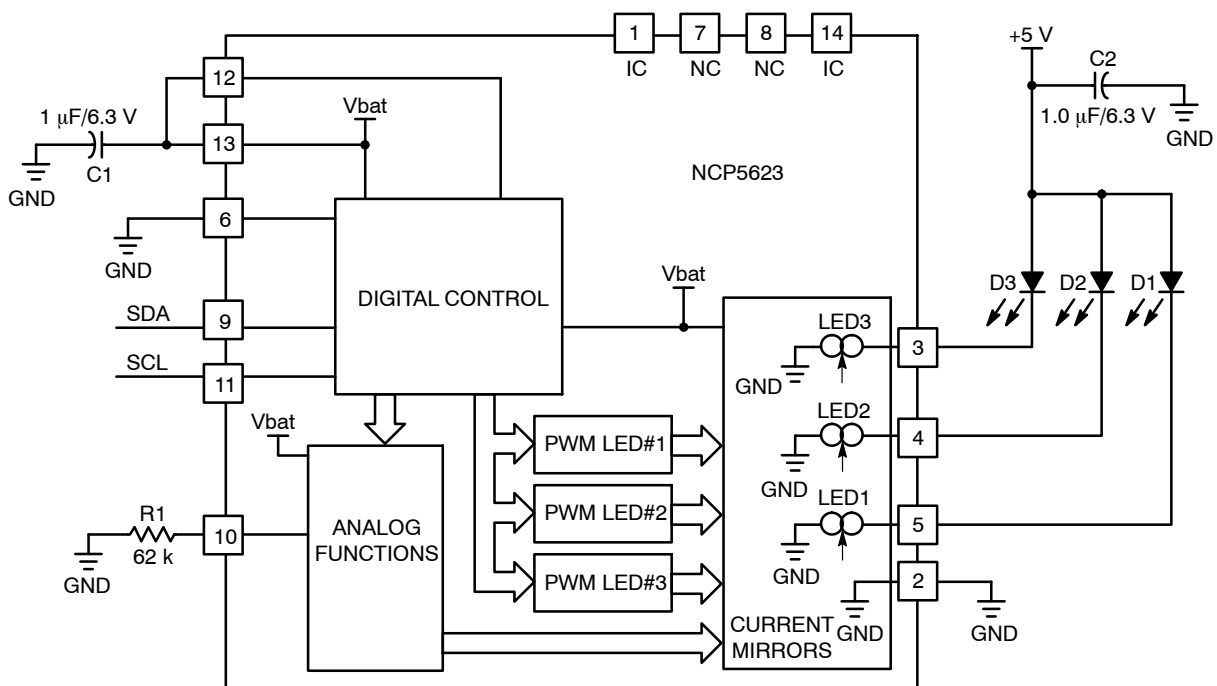 1
7
8
14
IC
NC
NC
IC
+5 V
C2
1.0 μF/6.3 V
GND
12
Vbat
1 μF/6.3 V
13
C1
GND
NCP5623
6
GND
DIGITAL CONTROL
Vbat
D3
D2
D1
SDA
9
SCL
11
LED3
3
GND
Vbat
LED2
4
GND
PWM LED#1
LED1
5
GND
PWM LED#2
R1
10
62 k
GND
ANALOG
FUNCTIONS
PWM LED#3
2
GND
GND
CURRENT
MIRRORS